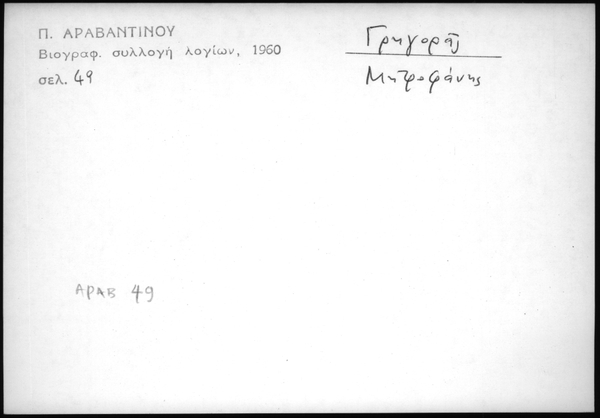 Π. ΑΡΑΒΑΝΤΙΝΟΥ
Βιογραφ. συλλογή λογίων, 1960
σελ. 49
Γρηγορᾶς
Μητροφάνης
ΑΡΑΒ 49